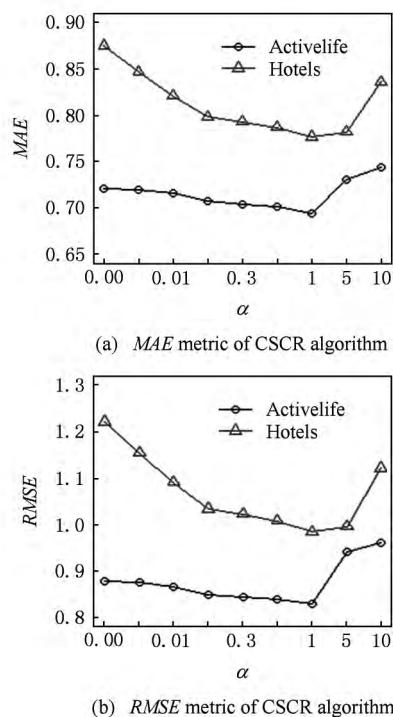 0.90
0.85
0.80
0.75
0.70
0.65
MAE
Activelife
Hotels
0.00 0.01 0.3 1 5 10
α
(a) MAE metric of CSCR algorithm
1.3
1.2
1.1
1.0
0.9
0.8
RMSE
Activelife
Hotels
0.00 0.01 0.3 1 5 10
α
(b) RMSE metric of CSCR algorithm